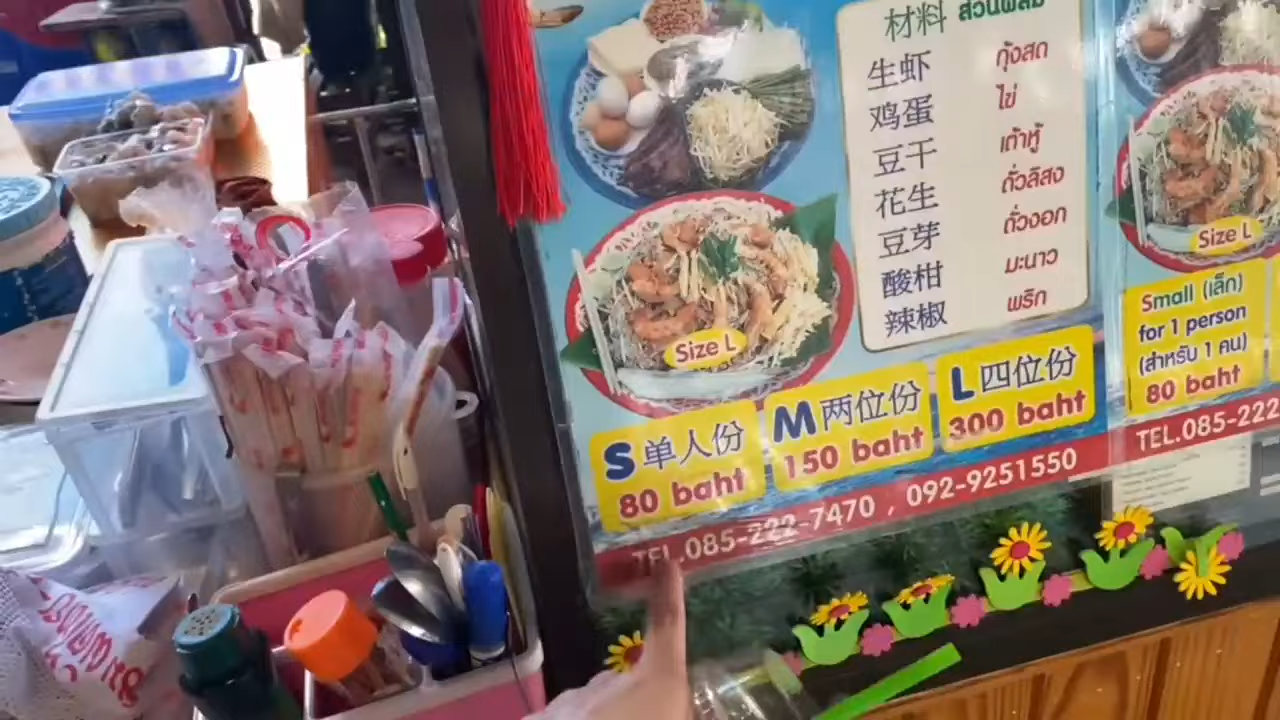 材料 ส่วนผสม
生虾 กุ้งสด
鸡蛋 ไข่
豆干 เต้าหู้
花生 ถั่วลิสง
豆芽 ถั่วงอก
酸柑 มะนาว
辣椒 พริก
Size L
S 单人份
80 baht
M 两位份
150 baht
L 四位份
300 baht
TEL.085-222-7470 , 092-9251550
Size L
Small (เล็ก)
for 1 person
(สำหรับ 1 คน)
80 baht
TEL.085-222